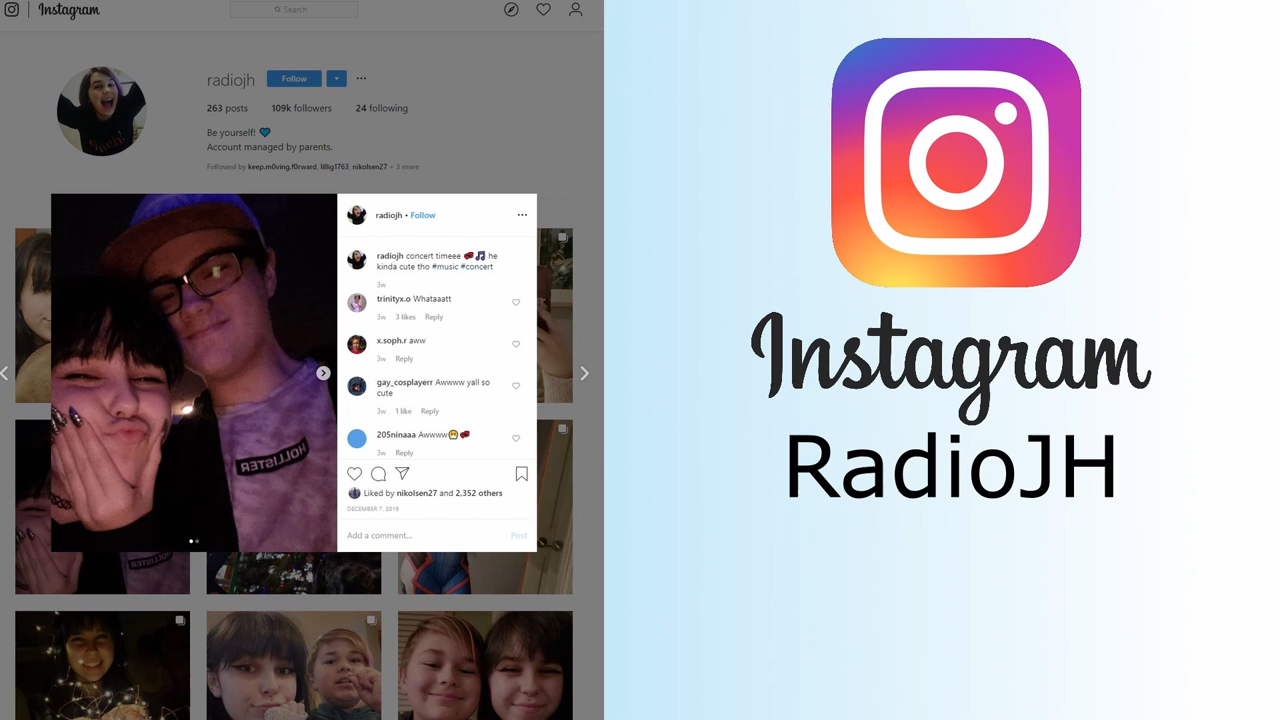 Instagram
Search
radiojh Follow
263 posts 109k followers 24 following
Be yourself!
Account managed by parents.
Followed by keep.m0ving.f0rward, lillig1763, nikolsen27 + 3 more
radiojh • Follow
radiojh concert timeee he
kinda cute tho #music #concert
3w
trinityx.o Whataaatt
3w 3 likes Reply
x.soph.r aww
3w Reply
gay_cosplayerr Awwww yall so
cute
3w 1 like Reply
205ninaaa Awwww
3w Reply
Liked by nikolsen27 and 2,352 others
DECEMBER 7, 2019
Add a comment... Post
HOLLISTER
Ouch!
Instagram
RadioJH